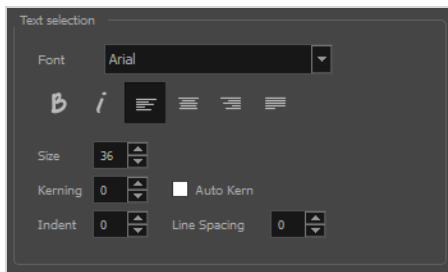 Text selection
Font Arial
B i
Size 36
Kerning 0 Auto Kern
Indent 0 Line Spacing 0